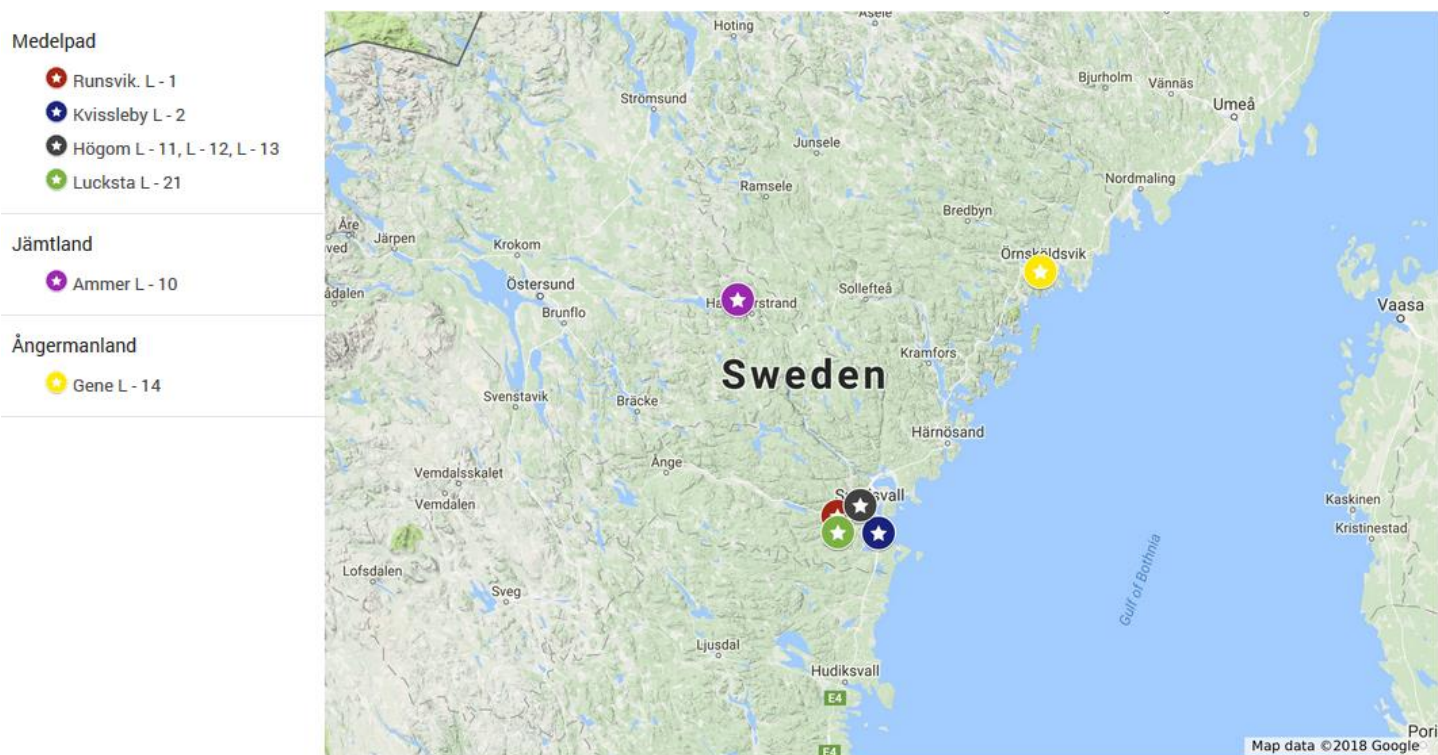 Medelpad
Runsvik. L - 1
Kvissleby L - 2
Högom L - 11, L - 12, L - 13
Lucksta L - 21
Jämtland
Ammer L - 10
Ångermanland
Gene L - 14
Hoting
Åsele
Bjurholm
Vännäs
Strömsund
Umeå
Junsele
Ramsele
Nordmaling
Bredbyn
Åre
Järpen
Krokom
Örnsköldsvik
Östersund
Sollefteå
Brunflo
Vaasa
Kramfors
Sweden
Svenstavik
Bräcke
Härnösand
Ånge
Vemdalsskalet
Vemdalen
Kaskinen
Kristinestad
Lofsdalen
Sveg
Gulf of Bothnia
Ljusdal
Hudiksvall
E4
Pori
Map data ©2018 Google
E4